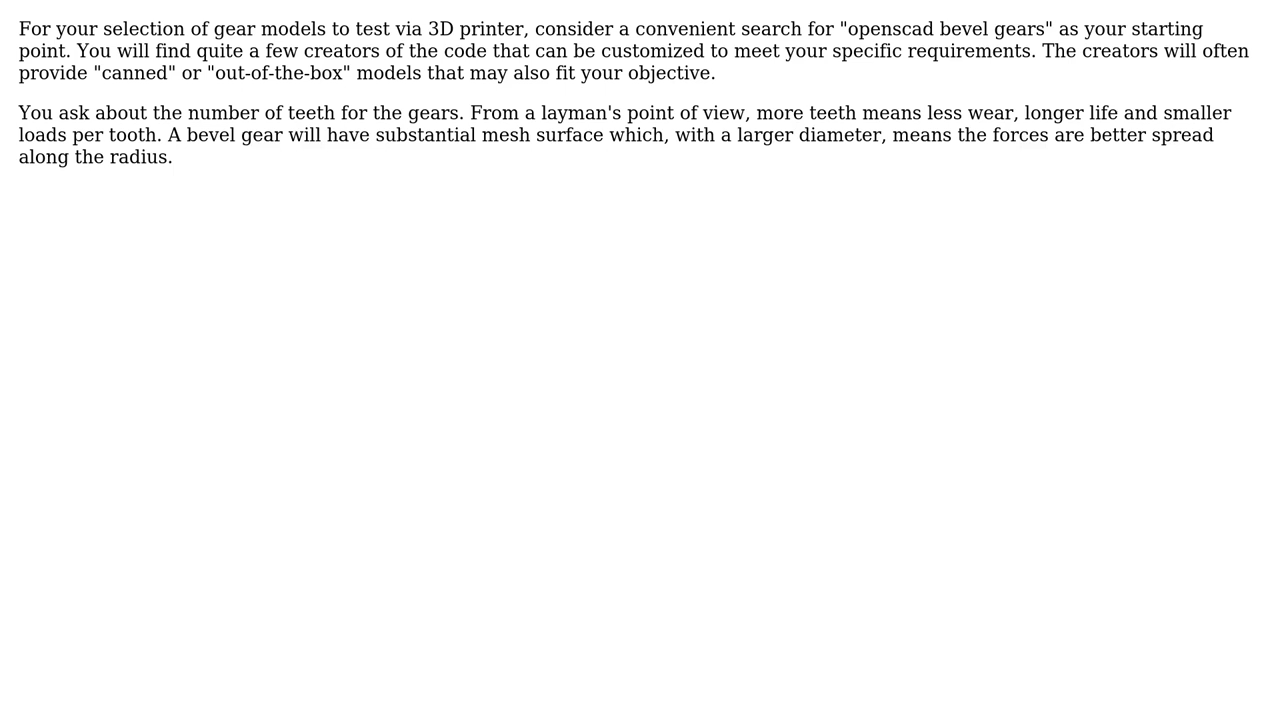 For your selection of gear models to test via 3D printer, consider a convenient search for "openscad bevel gears" as your starting
point. You will find quite a few creators of the code that can be customized to meet your specific requirements. The creators will often
provide "canned" or "out-of-the-box" models that may also fit your objective.
You ask about the number of teeth for the gears. From a layman's point of view, more teeth means less wear, longer life and smaller
loads per tooth. A bevel gear will have substantial mesh surface which, with a larger diameter, means the forces are better spread
along the radius.